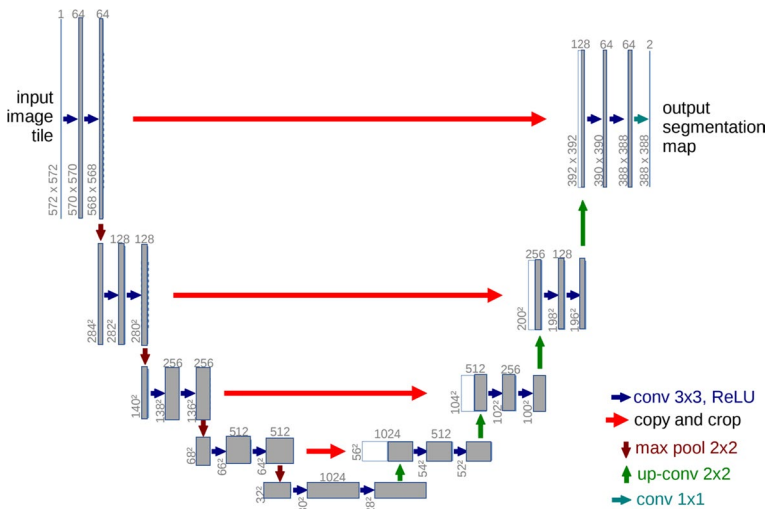 1 64 64
128 64 64 2
input
image
tile
output
segmentation
map
572 x 572
570 x 570
568 x 568
392 x 392
390 x 390
388 x 388
388 x 388
128 128
256 128
284²
282²
280²
200²
198²
196²
256 256
512 256
140²
138²
136²
104²
102²
100²
512 512
1024 512
68²
66²
64²
56²
54²
52²
1024
32²
conv 3x3, ReLU
copy and crop
max pool 2x2
up-conv 2x2
conv 1x1